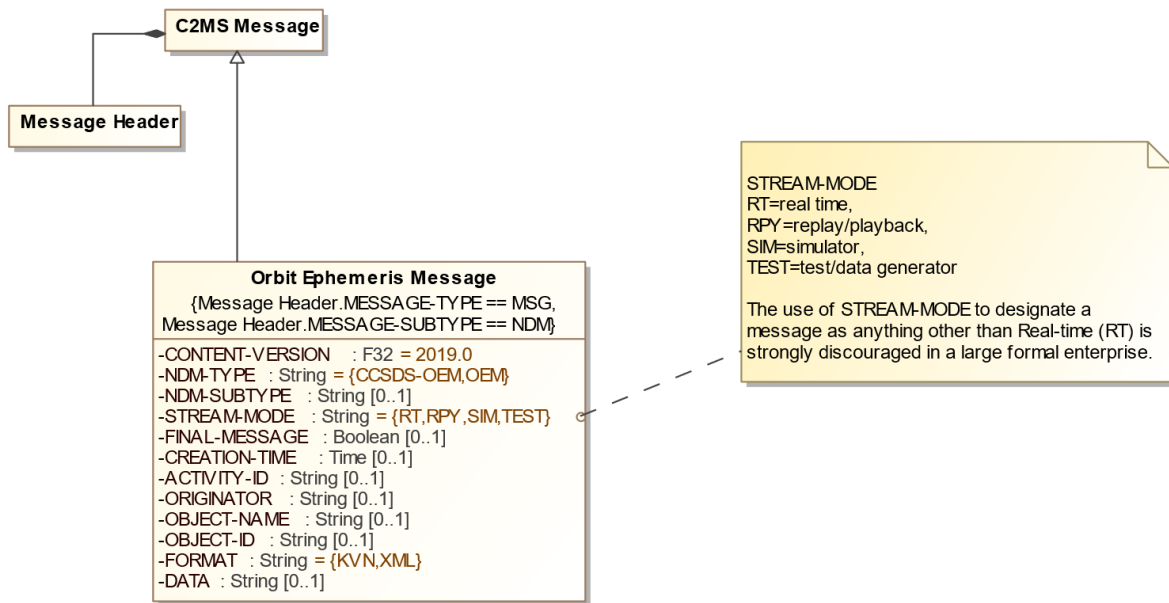 C2MS Message
Message Header
Orbit Ephemeris Message
{Message Header.MESSAGE-TYPE == MSG,
Message Header.MESSAGE-SUBTYPE == NDM}
-CONTENT-VERSION : F32 = 2019.0
-NDM-TYPE : String = {CCSDS-OEM,OEM}
-NDM-SUBTYPE : String [0..1]
-STREAM-MODE : String = {RT,RPY,SIM,TEST}
-FINAL-MESSAGE : Boolean [0..1]
-CREATION-TIME : Time [0..1]
-ACTIVITY-ID : String [0..1]
-ORIGINATOR : String [0..1]
-OBJECT-NAME : String [0..1]
-OBJECT-ID : String [0..1]
-FORMAT : String = {KVN,XML}
-DATA : String [0..1]
STREAM-MODE
RT=real time,
RPY=replay/playback,
SIM=simulator,
TEST=test/data generator
The use of STREAM-MODE to designate a
message as anything other than Real-time (RT) is
strongly discouraged in a large formal enterprise.